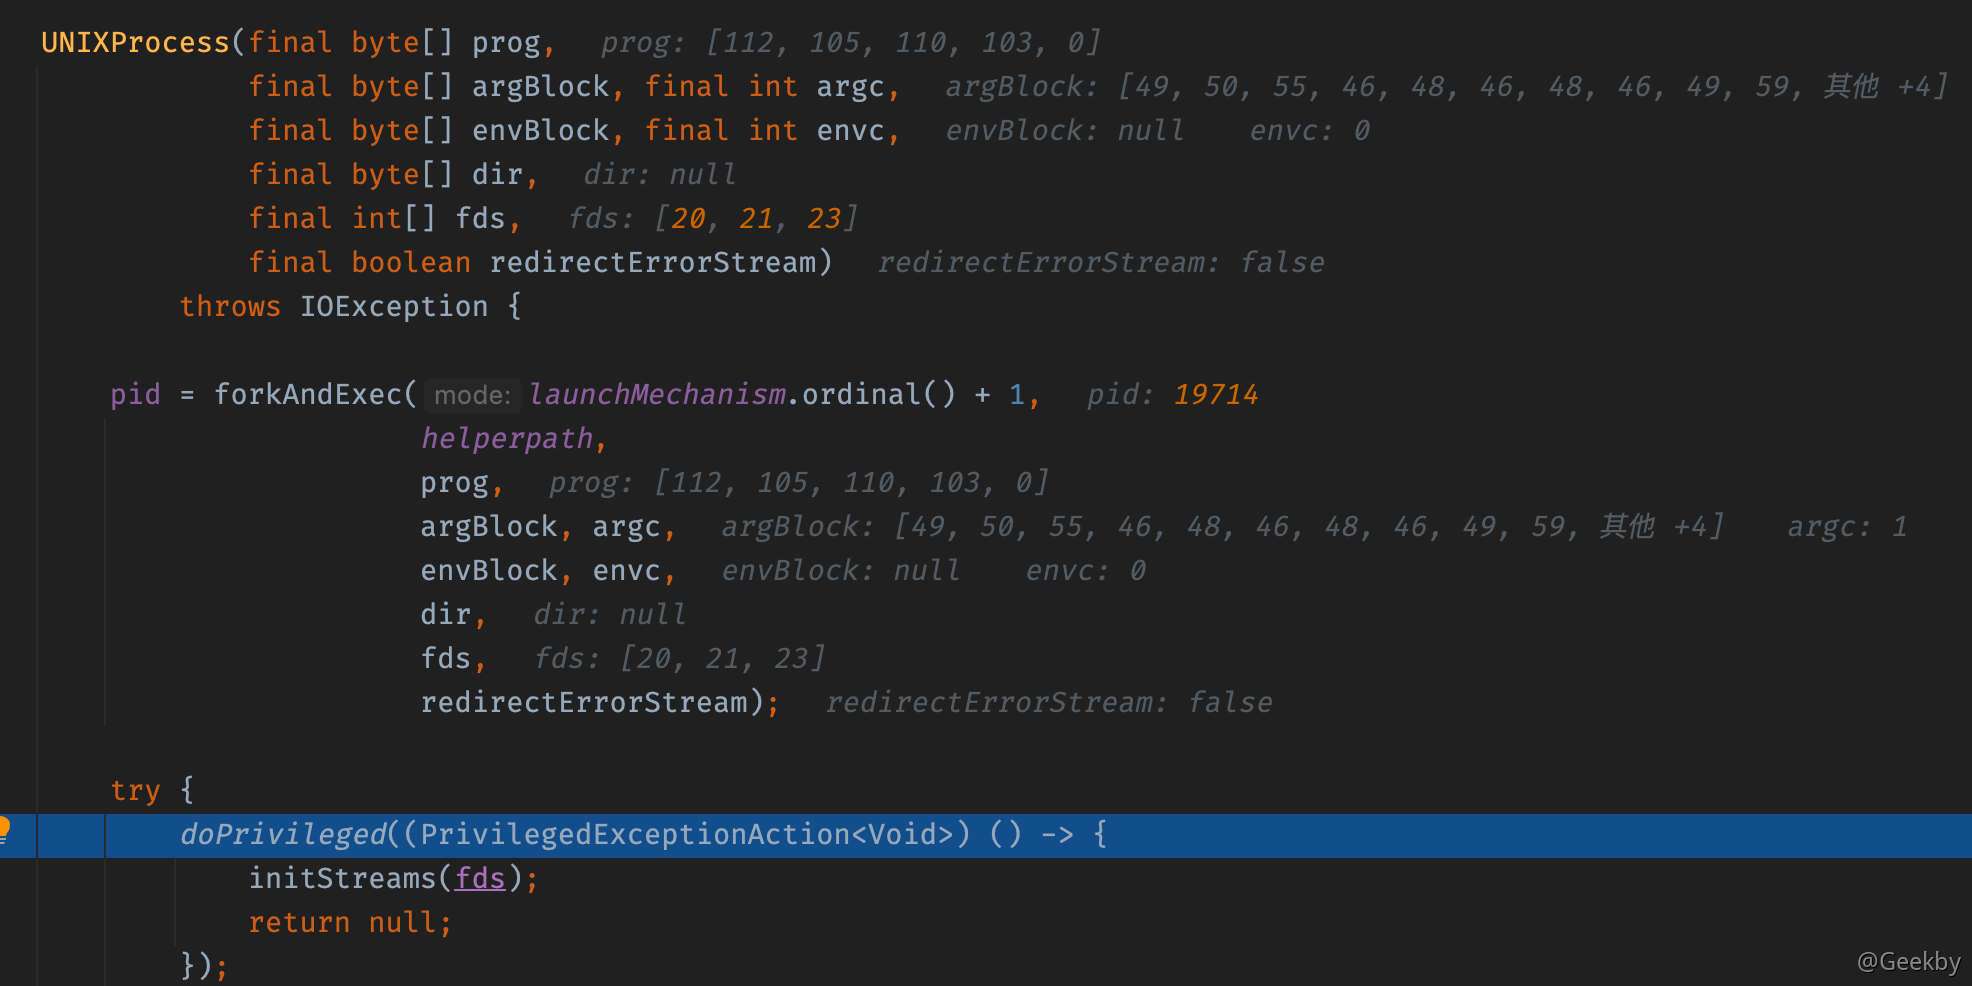 UNIXProcess(final byte[] prog,   prog: [112, 105, 110, 103, 0]
            final byte[] argBlock, final int argc,   argBlock: [49, 50, 55, 46, 48, 46, 48, 46, 49, 59, 其他 +4]
            final byte[] envBlock, final int envc,   envBlock: null    envc: 0
            final byte[] dir,   dir: null
            final int[] fds,   fds: [20, 21, 23]
            final boolean redirectErrorStream)   redirectErrorStream: false
        throws IOException {
    pid = forkAndExec( mode: launchMechanism.ordinal() + 1,   pid: 19714
                      helperpath,
                      prog,   prog: [112, 105, 110, 103, 0]
                      argBlock, argc,   argBlock: [49, 50, 55, 46, 48, 46, 48, 46, 49, 59, 其他 +4]    argc: 1
                      envBlock, envc,   envBlock: null    envc: 0
                      dir,   dir: null
                      fds,   fds: [20, 21, 23]
                      redirectErrorStream);   redirectErrorStream: false
    try {
        doPrivileged((PrivilegedExceptionAction<Void>) () -> {
            initStreams(fds);
            return null;
        });
@Geekby